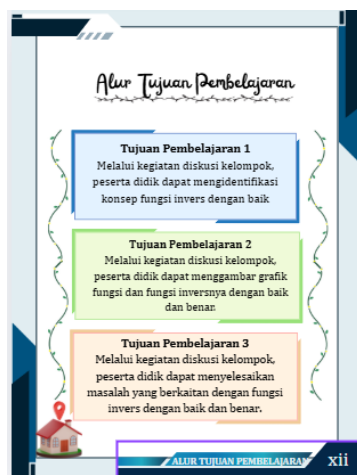 Alur Tujuan Pembelajaran
Tujuan Pembelajaran 1
Melalui kegiatan diskusi kelompok,
peserta didik dapat mengidentifikasi
konsep fungsi invers dengan baik
Tujuan Pembelajaran 2
Melalui kegiatan diskusi kelompok,
peserta didik dapat menggambar grafik
fungsi dan fungsi inversnya dengan baik
dan benar.
Tujuan Pembelajaran 3
Melalui kegiatan diskusi kelompok,
peserta didik dapat menyelesaikan
masalah yang berkaitan dengan fungsi
invers dengan baik dan benar.
ALUR TUJUAN PEMBELAJARAN xii